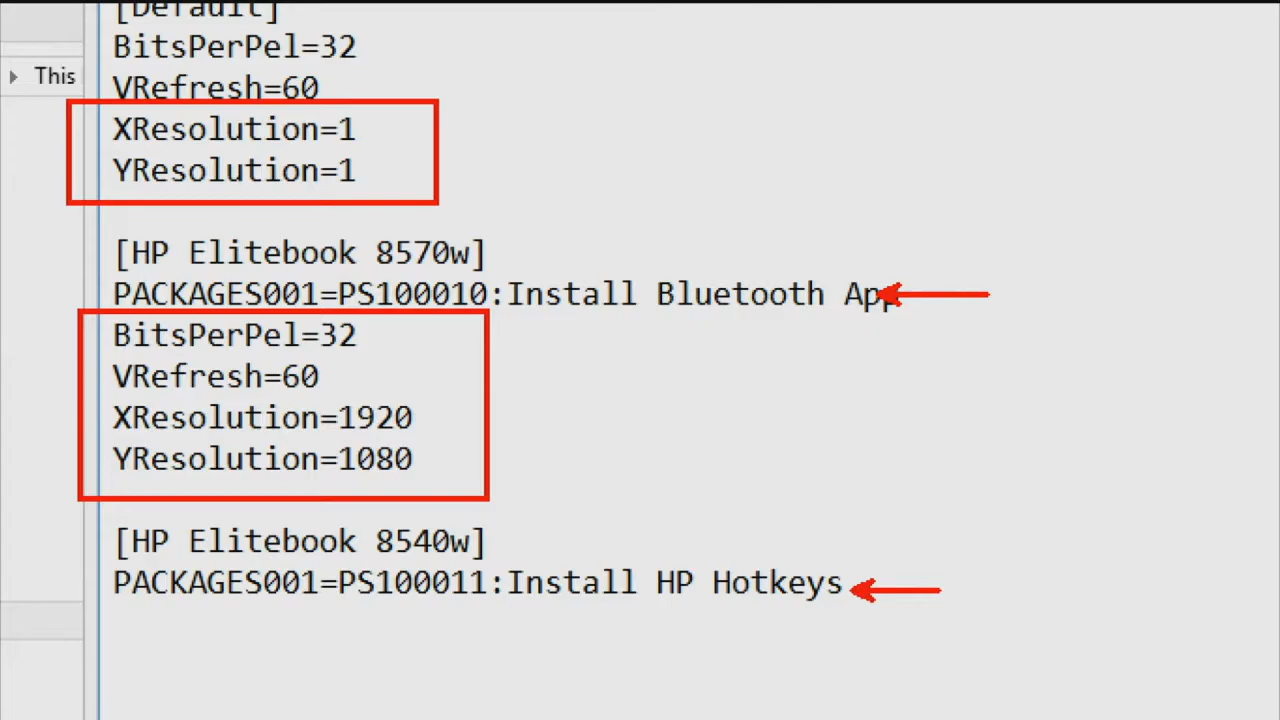 [Default]
BitsPerPel=32
VRefresh=60
This
XResolution=1
YResolution=1
[HP Elitebook 8570w]
PACKAGES001=PS100010:Install Bluetooth App
BitsPerPel=32
VRefresh=60
XResolution=1920
YResolution=1080
[HP Elitebook 8540w]
PACKAGES001=PS100011:Install HP Hotkeys